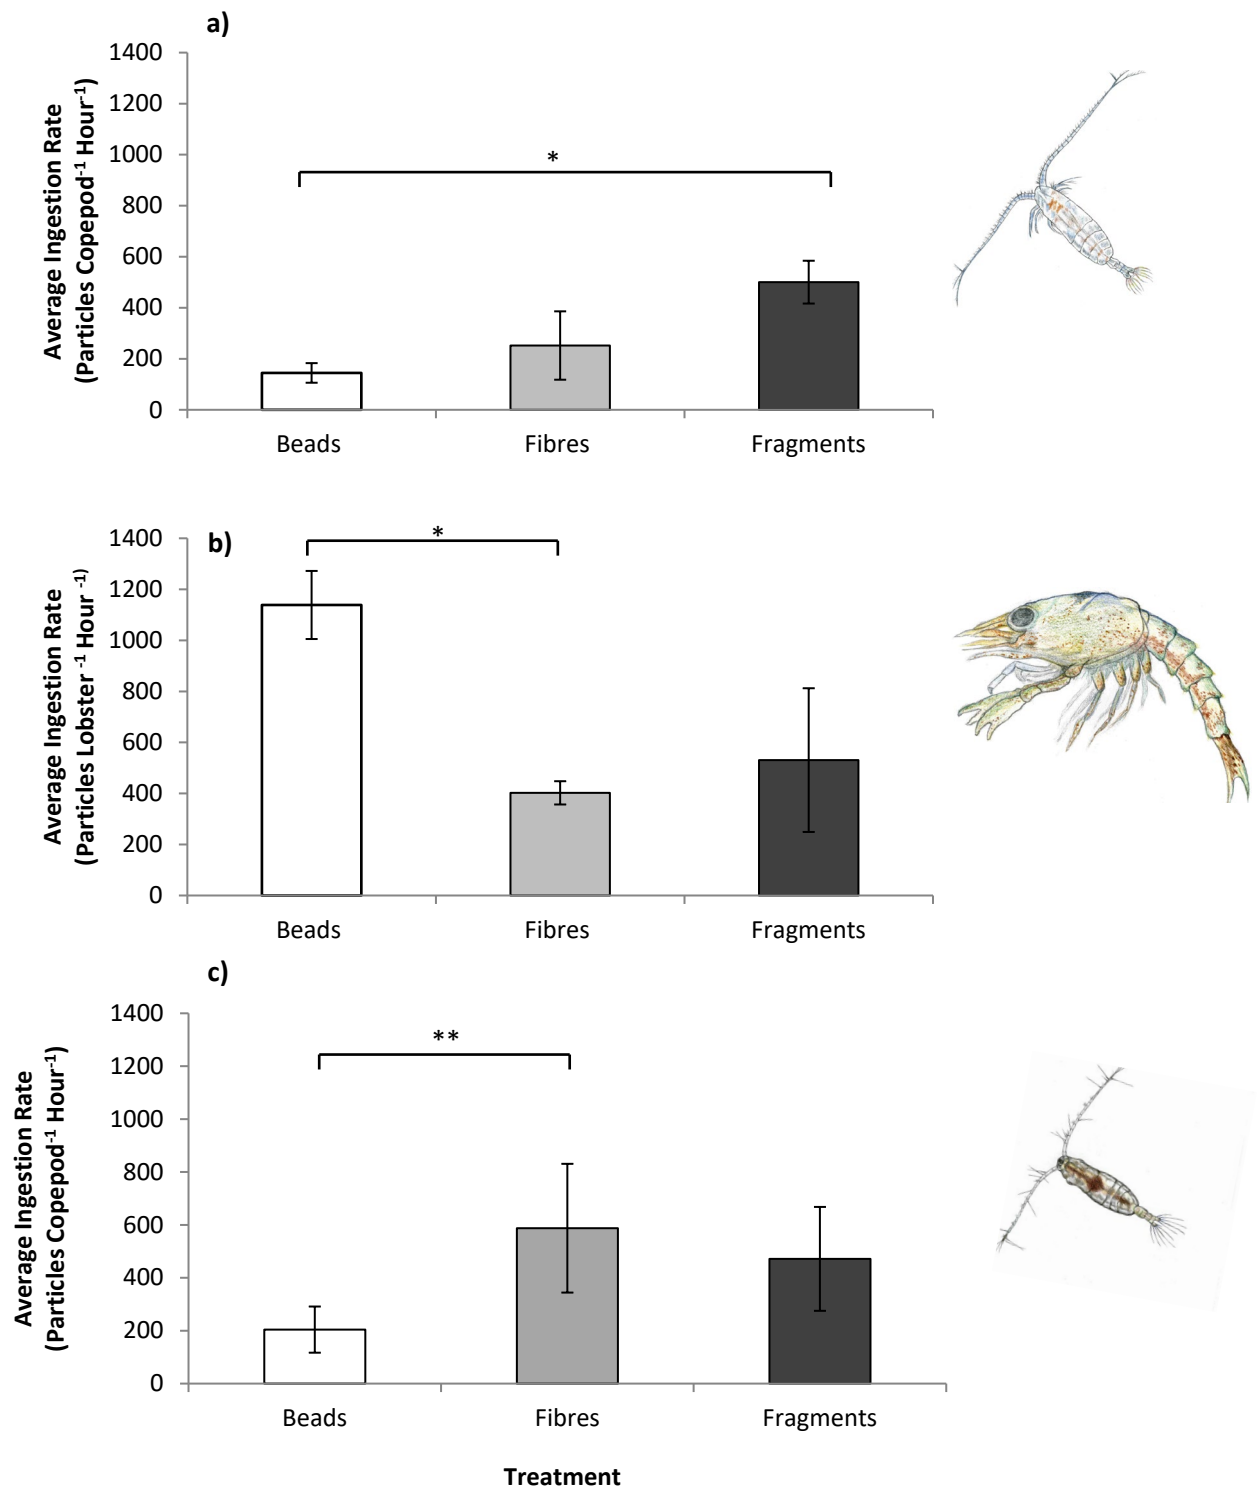 a)
1400
1200
1000
800
600
400
200
0
Average Ingestion Rate
(Particles Copepod-1 Hour-1)
*
Beads Fibres Fragments
b)
1400
1200
1000
800
600
400
200
0
Average Ingestion Rate
(Particles Lobster -1 Hour -1)
*
Beads Fibres Fragments
c)
1400
1200
1000
800
600
400
200
0
Average Ingestion Rate
(Particles Copepod-1 Hour-1)
**
Beads Fibres Fragments
Treatment